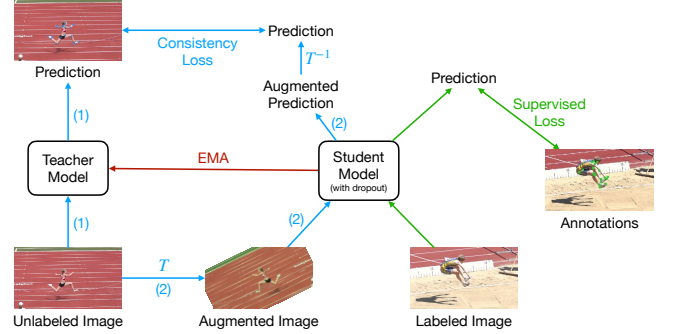 Prediction
Consistency
Loss
Prediction
T⁻¹
Augmented
Prediction
Prediction
(1)
(2)
Supervised
Loss
Teacher
Model
EMA
Student
Model
(with dropout)
Annotations
(1)
(2)
T
(2)
Unlabeled Image
Augmented Image
Labeled Image